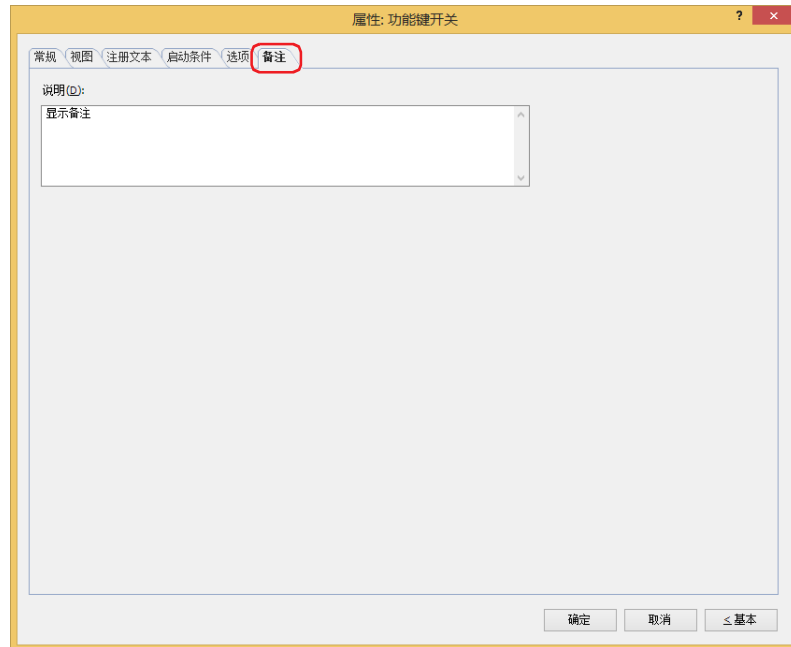 属性: 功能键开关
?
×
常规 视图 注册文本 启动条件 选项 备注
说明(D):
显示备注
确定 取消 ≤基本